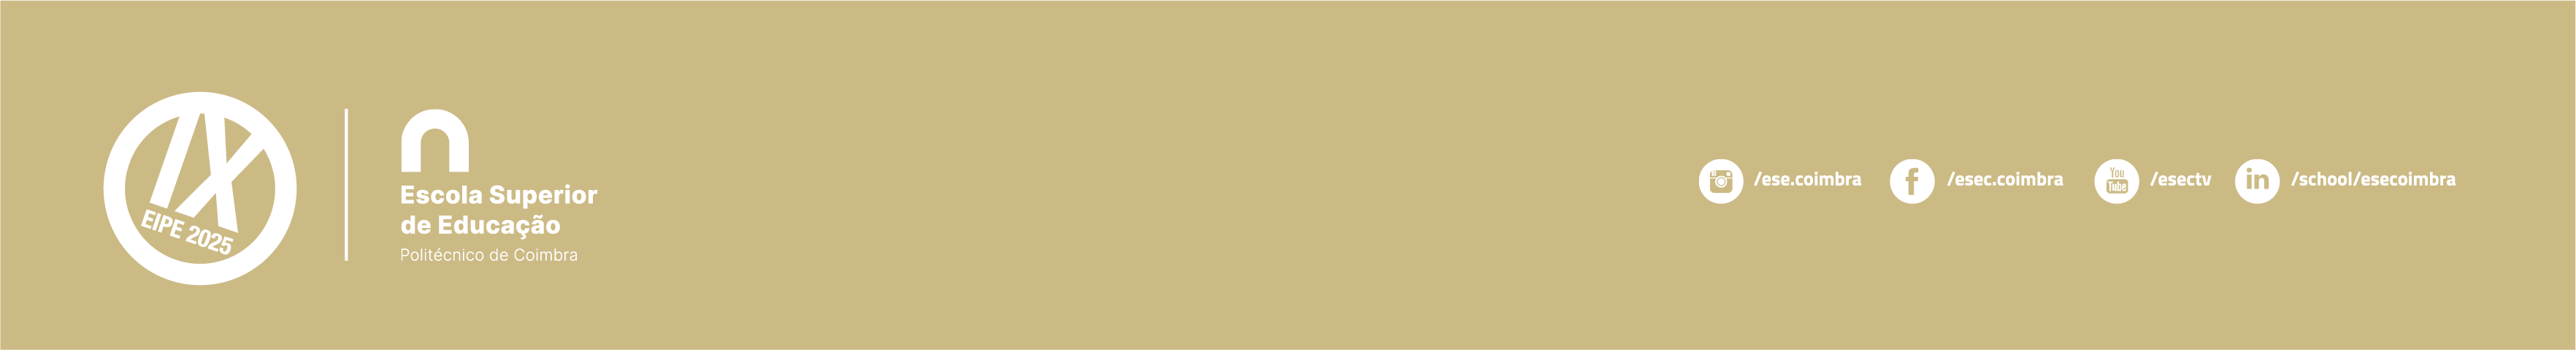 IX
EIPE 2025
Escola Superior
de Educação
Politécnico de Coimbra
/ese.coimbra
/esec.coimbra
You
Tube
/esectv
in
/school/esecoimbra